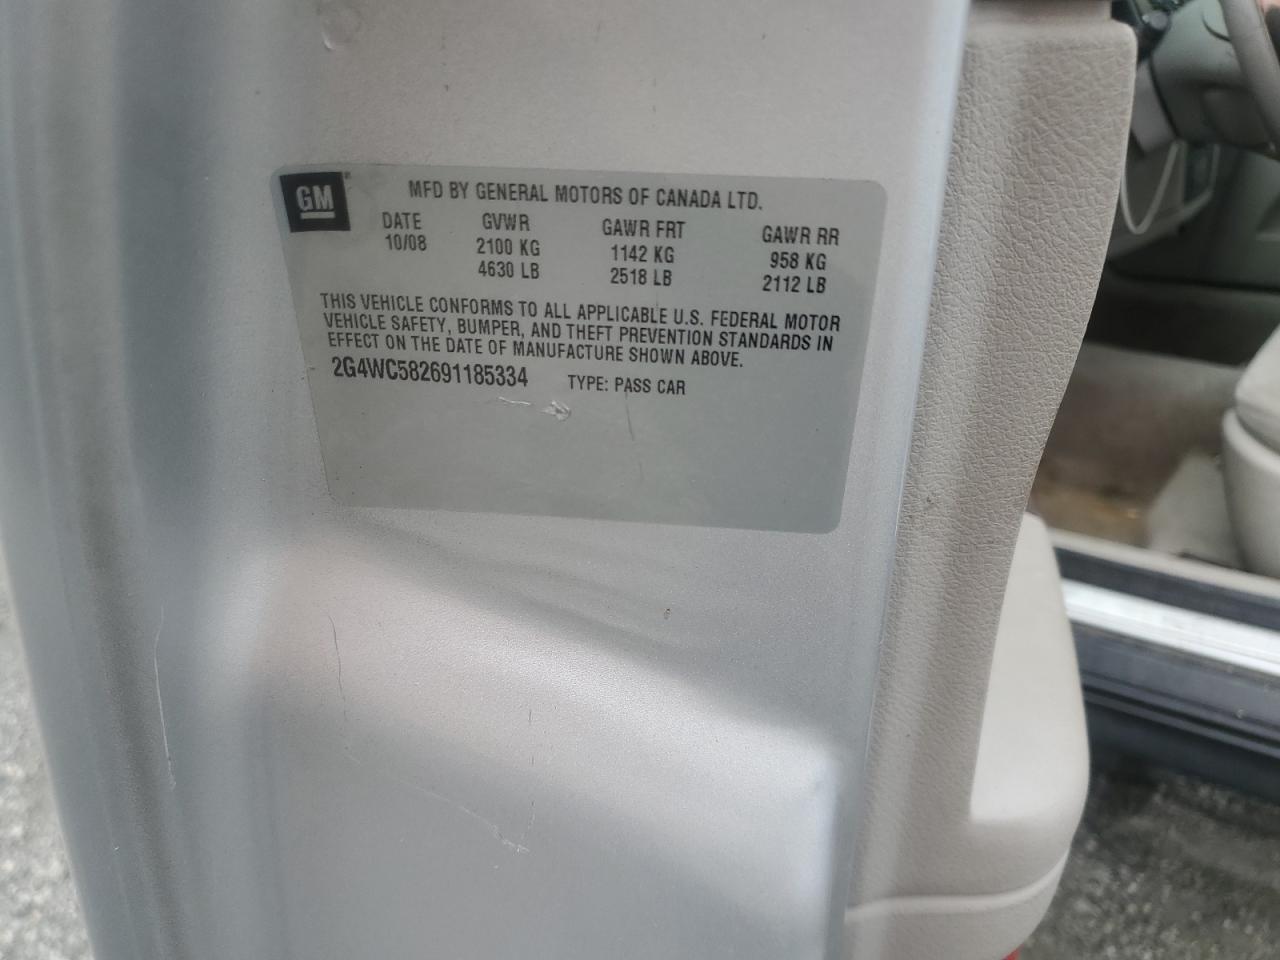 GM
MFD BY GENERAL MOTORS OF CANADA LTD.
DATE GVWR GAWR FRT GAWR RR
10/08 2100 KG 1142 KG 958 KG
4630 LB 2518 LB 2112 LB
THIS VEHICLE CONFORMS TO ALL APPLICABLE U.S. FEDERAL MOTOR
VEHICLE SAFETY, BUMPER, AND THEFT PREVENTION STANDARDS IN
EFFECT ON THE DATE OF MANUFACTURE SHOWN ABOVE.
2G4WC582691185334 TYPE: PASS CAR